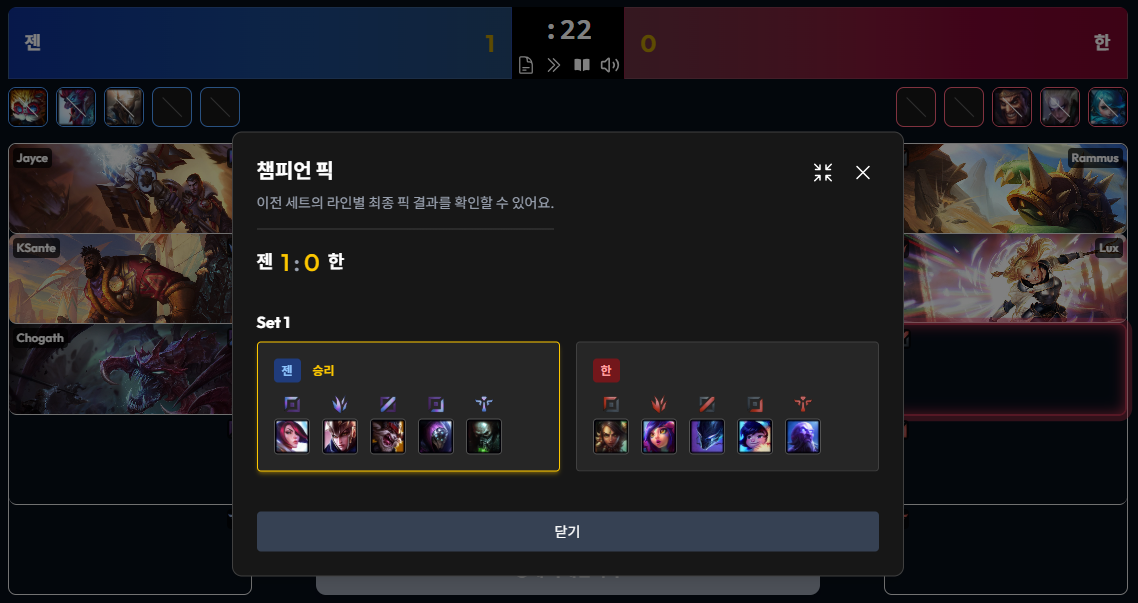 젠
1
:22
0
한
Jayce
KSante
Chogath
Rammus
Lux
챔피언 픽
이전 세트의 라인별 최종 픽 결과를 확인할 수 있어요.
젠 1:0 한
Set 1
젠 승리
한
닫기